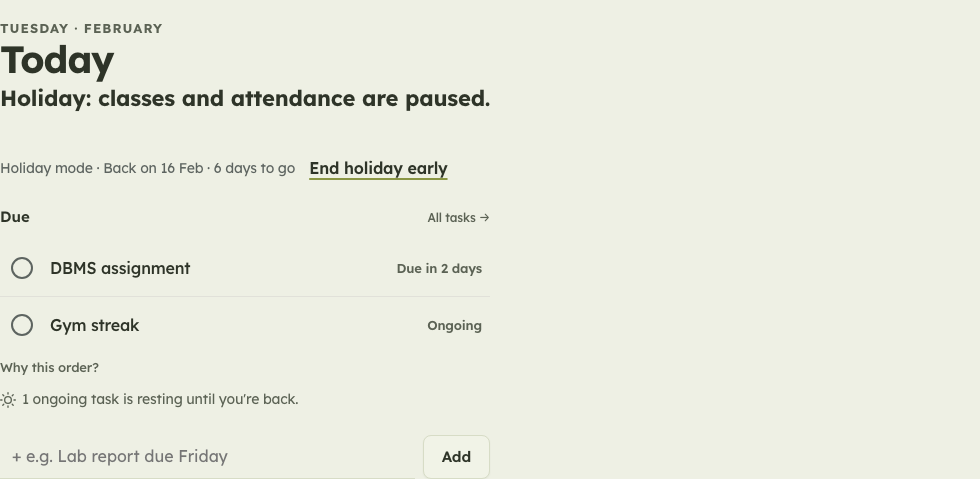 TUESDAY · FEBRUARY
Today
Holiday: classes and attendance are paused.
Holiday mode · Back on 16 Feb · 6 days to go End holiday early
Due All tasks →
DBMS assignment Due in 2 days
Gym streak Ongoing
Why this order?
1 ongoing task is resting until you're back.
+ e.g. Lab report due Friday Add